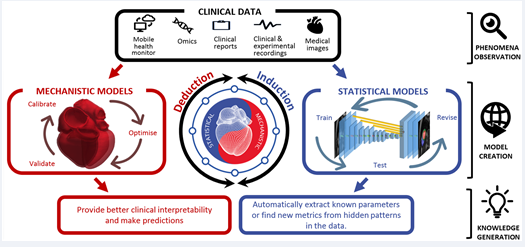 CLINICAL DATA
Mobile
health
monitor
Omics
Clinical
reports
Clinical &
experimental
recordings
Medical
images
PHENOMENA
OBSERVATION
MECHANISTIC MODELS
Calibrate
Optimise
Validate
Deduction
Induction
STATISTICAL
MECHANISTIC
STATISTICAL MODELS
Train
Revise
Test
MODEL
CREATION
Provide better clinical interpretability
and make predictions
Automatically extract known parameters
or find new metrics from hidden patterns
in the data.
KNOWLEDGE
GENERATION